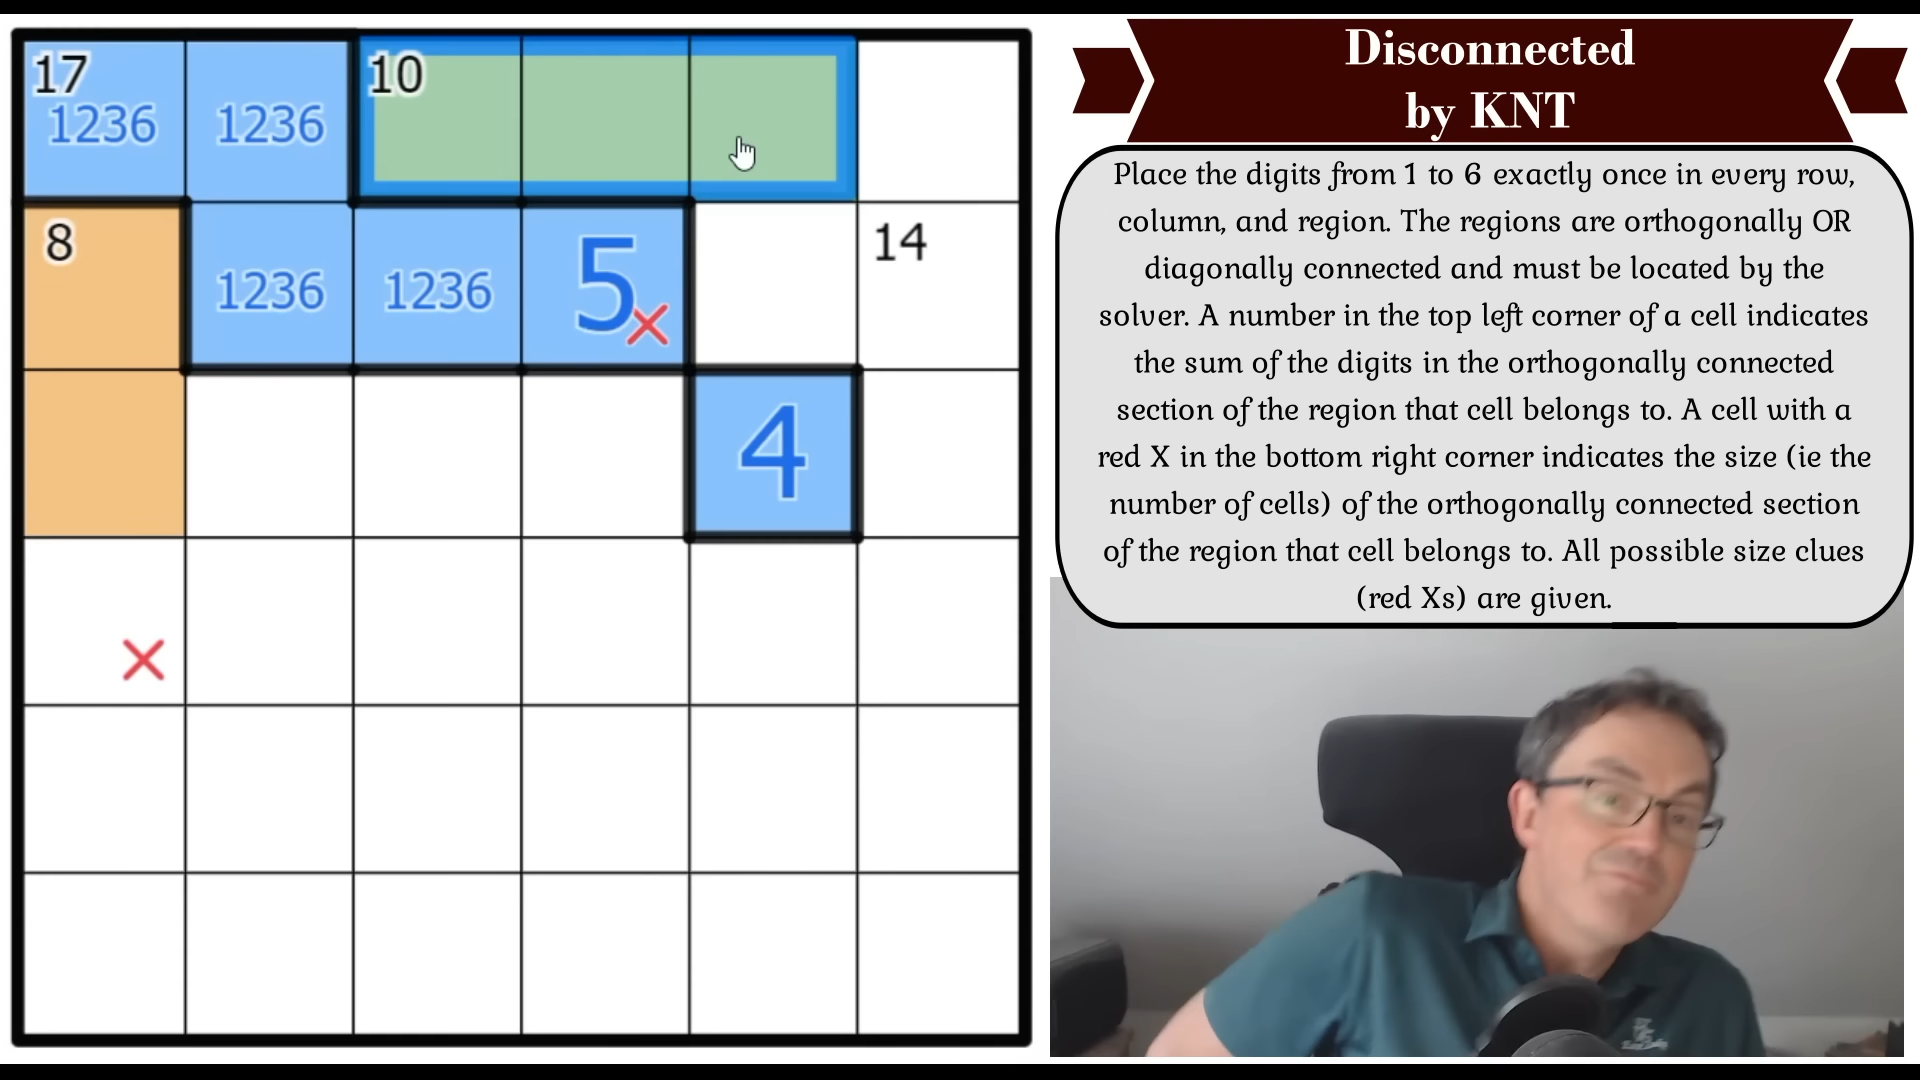 Disconnected
by KNT
Place the digits from 1 to 6 exactly once in every row,
column, and region. The regions are orthogonally OR
diagonally connected and must be located by the
solver. A number in the top left corner of a cell indicates
the sum of the digits in the orthogonally connected
section of the region that cell belongs to. A cell with a
red X in the bottom right corner indicates the size (ie the
number of cells) of the orthogonally connected section
of the region that cell belongs to. All possible size clues
(red Xs) are given.
17 10
1236 1236
8 14
1236 1236 5
4